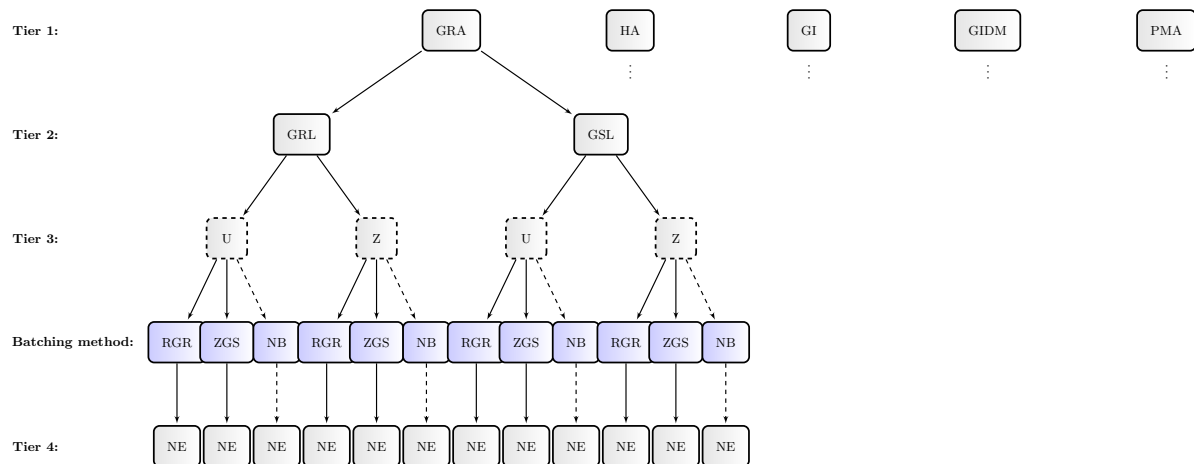 Tier 1: GRA HA GI GIDM PMA
⋮ ⋮ ⋮ ⋮
Tier 2: GRL GSL
Tier 3: U Z U Z
Batching method: RGR ZGS NB RGR ZGS NB RGR ZGS NB RGR ZGS NB
Tier 4: NE NE NE NE NE NE NE NE NE NE NE NE